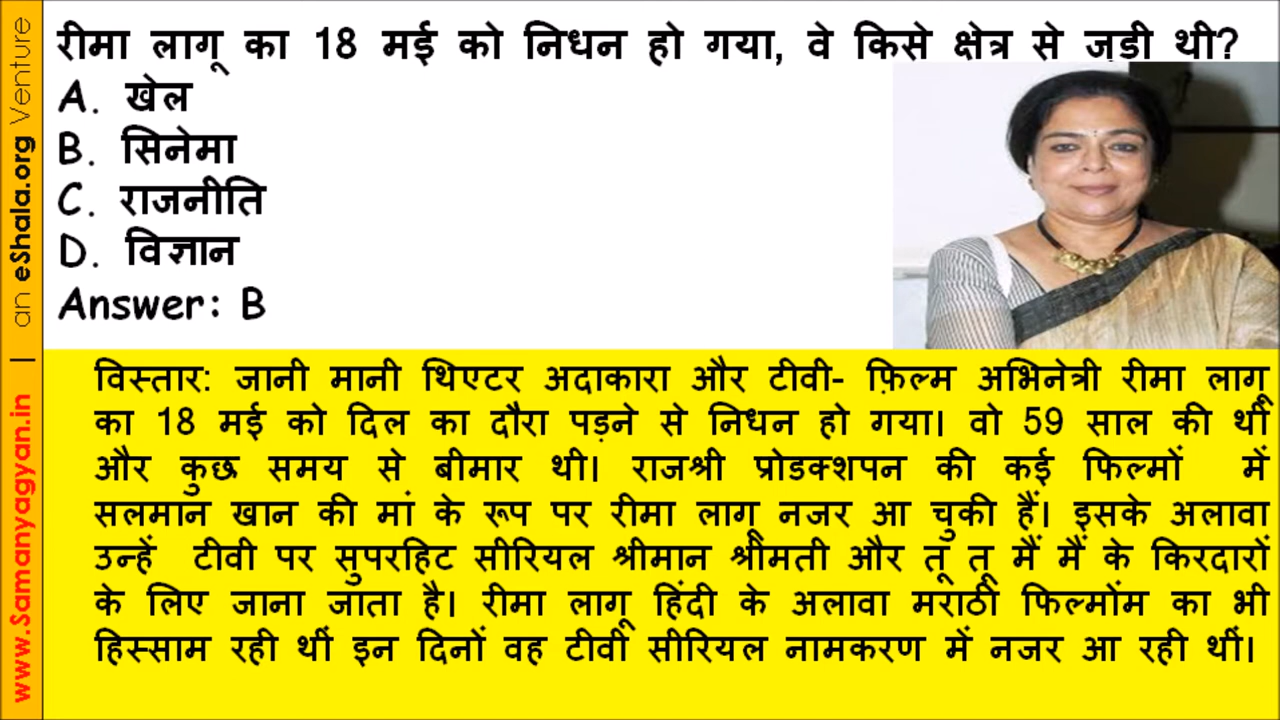 रीमा लागू का 18 मई को निधन हो गया, वे किसे क्षेत्र से जुडी थी?
A. खेल
B. सिनेमा
C. राजनीति
D. विज्ञान
Answer: B
विस्तार: जानी मानी थिएटर अदाकारा और टीवी- फ़िल्म अभिनेत्री रीमा लागू
का 18 मई को दिल का दौरा पड़ने से निधन हो गया। वो 59 साल की थीं
और कुछ समय से बीमार थी। राजश्री प्रोडक्शपन की कई फिल्मों में
सलमान खान की मां के रूप पर रीमा लागू नजर आ चुकी हैं। इसके अलावा
उन्हें टीवी पर सुपरहिट सीरियल श्रीमान श्रीमती और तू तू मैं मैं के किरदारों
के लिए जाना जाता है। रीमा लागू हिंदी के अलावा मराठी फिल्मोंम का भी
हिस्साम रही थीं इन दिनों वह टीवी सीरियल नामकरण में नजर आ रही थीं।
www.Samanyagyan.in | an eShala.org Venture